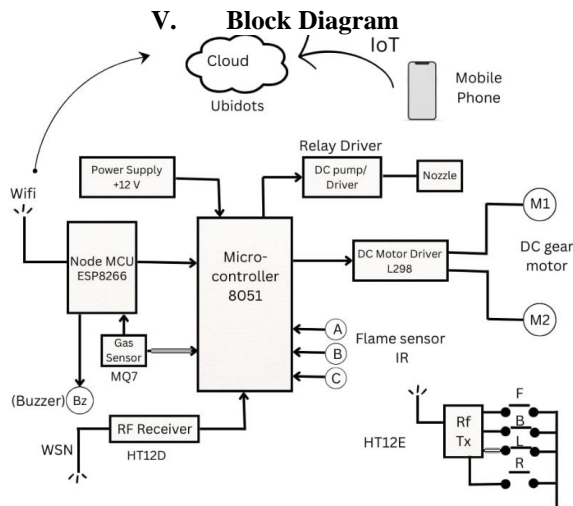 V. Block Diagram
IoT
Cloud
Ubidots
Mobile
Phone
Relay Driver
Power Supply
+12 V
DC pump/
Driver
Nozzle
Wifi
M1
Node MCU
ESP8266
Micro-
controller
8051
DC Motor Driver
L298
DC gear
motor
M2
Gas
Sensor
MQ7
A
B
C
Flame sensor
IR
(Buzzer)
Bz
RF Receiver
HT12D
WSN
HT12E
Rf
Tx
F
B
L
R